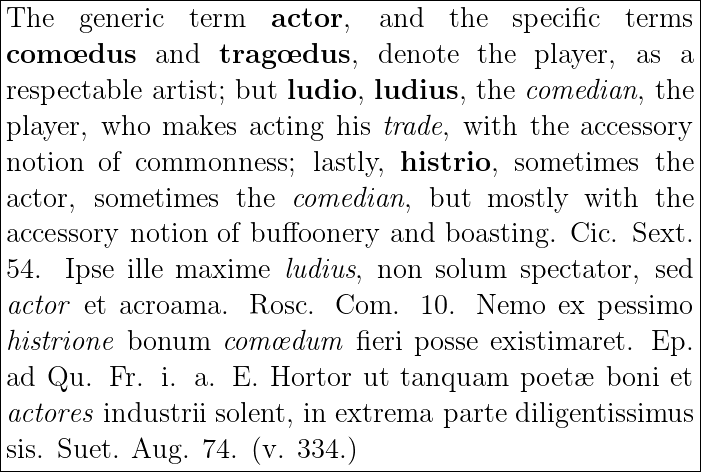 The generic term actor, and the specific terms
comœdus and tragœdus, denote the player, as a
respectable artist; but ludio, ludius, the comedian, the
player, who makes acting his trade, with the accessory
notion of commonness; lastly, histrio, sometimes the
actor, sometimes the comedian, but mostly with the
accessory notion of buffoonery and boasting. Cic. Sext.
54. Ipse ille maxime ludius, non solum spectator, sed
actor et acroama. Rosc. Com. 10. Nemo ex pessimo
histrione bonum comœdum fieri posse existimaret. Ep.
ad Qu. Fr. i. a. E. Hortor ut tanquam poetæ boni et
actores industrii solent, in extrema parte diligentissimus
sis. Suet. Aug. 74. (v. 334.)